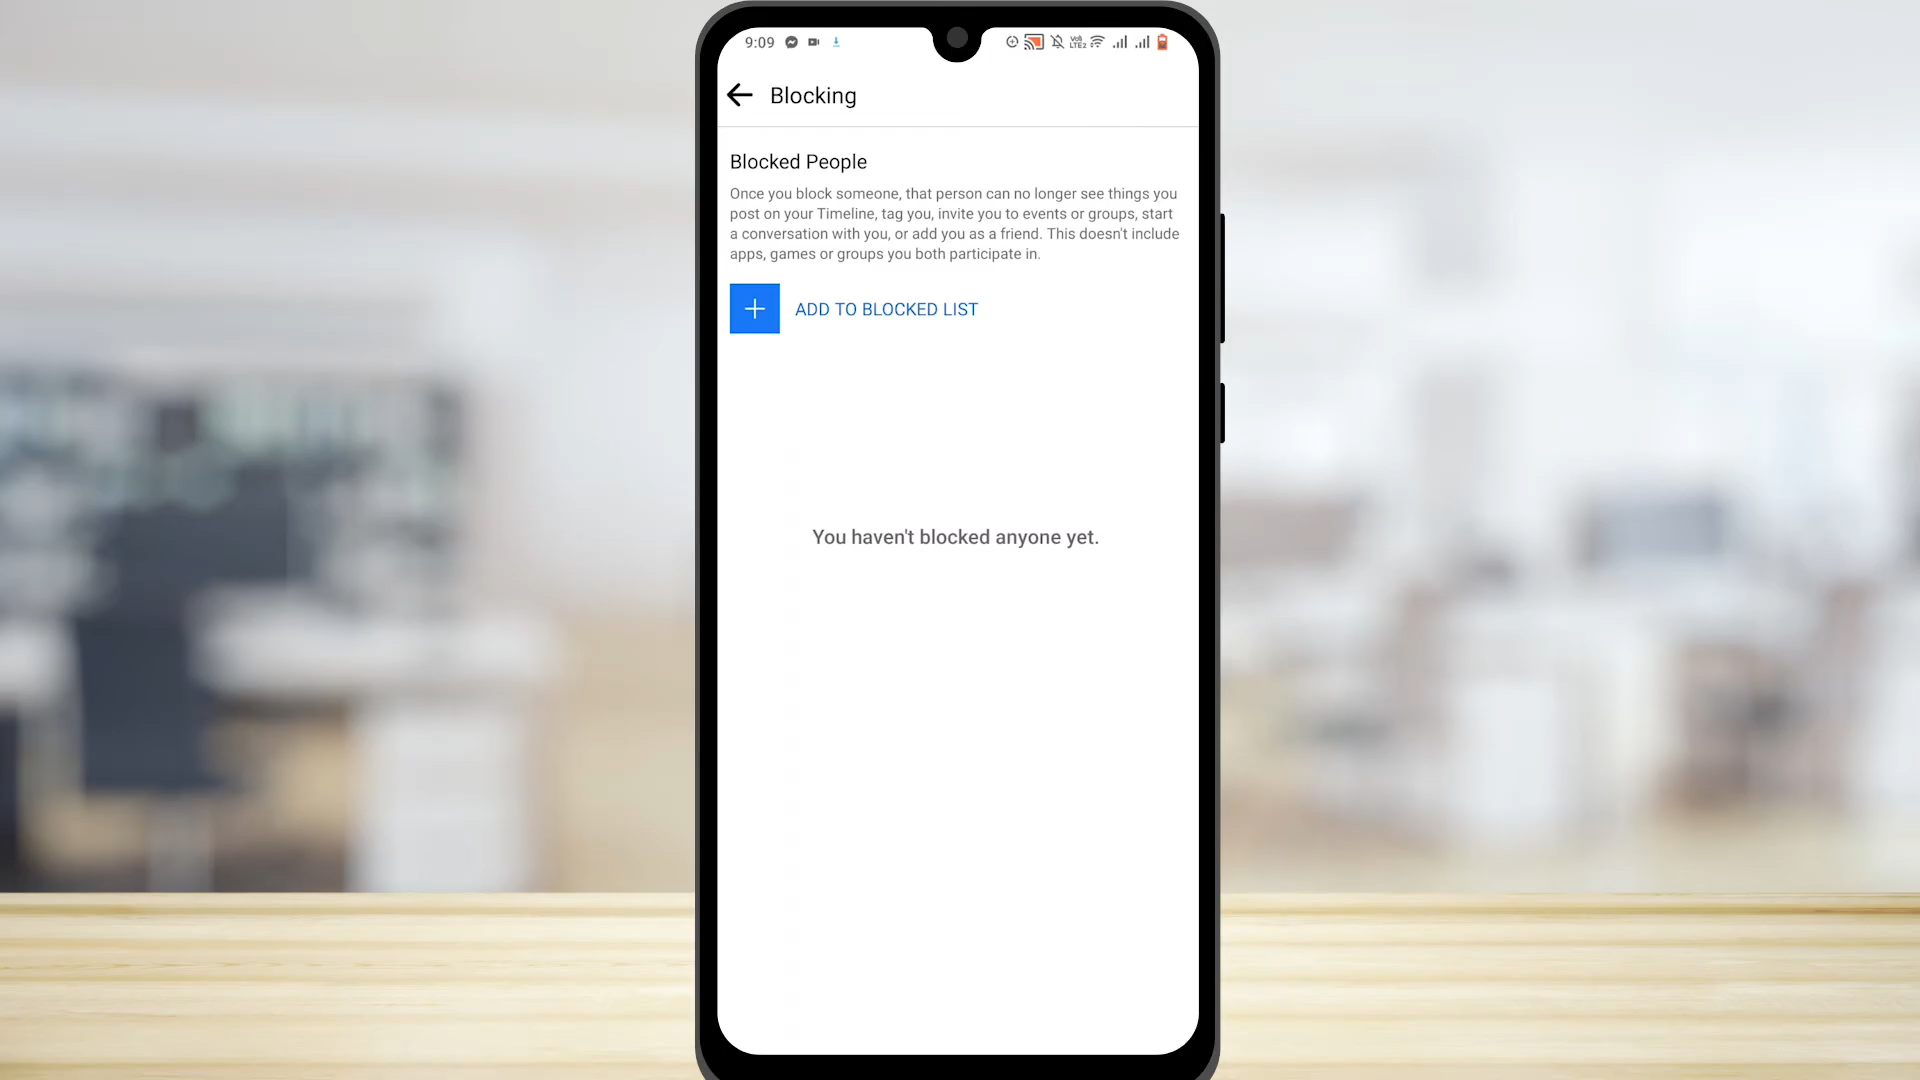 9:09
Blocking
Blocked People
Once you block someone, that person can no longer see things you
post on your Timeline, tag you, invite you to events or groups, start
a conversation with you, or add you as a friend. This doesn't include
apps, games or groups you both participate in.
ADD TO BLOCKED LIST
You haven't blocked anyone yet.